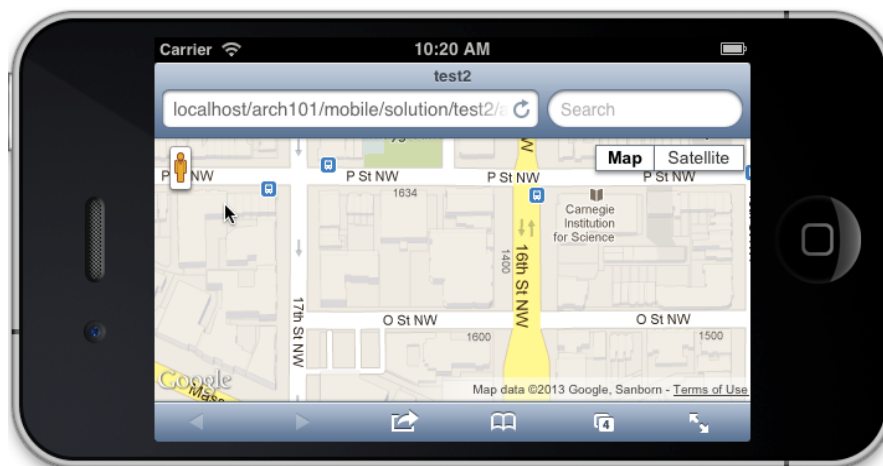 Carrier
10:20 AM
test2
localhost/arch101/mobile/solution/test2/a
Search
Map
Satellite
P St NW
P St NW
P St NW
1634
Carnegie
Institution
for Science
1400
16th St NW
17th St NW
O St NW
O St NW
1600
1500
Google
Map data ©2013 Google, Sanborn - Terms of Use
4